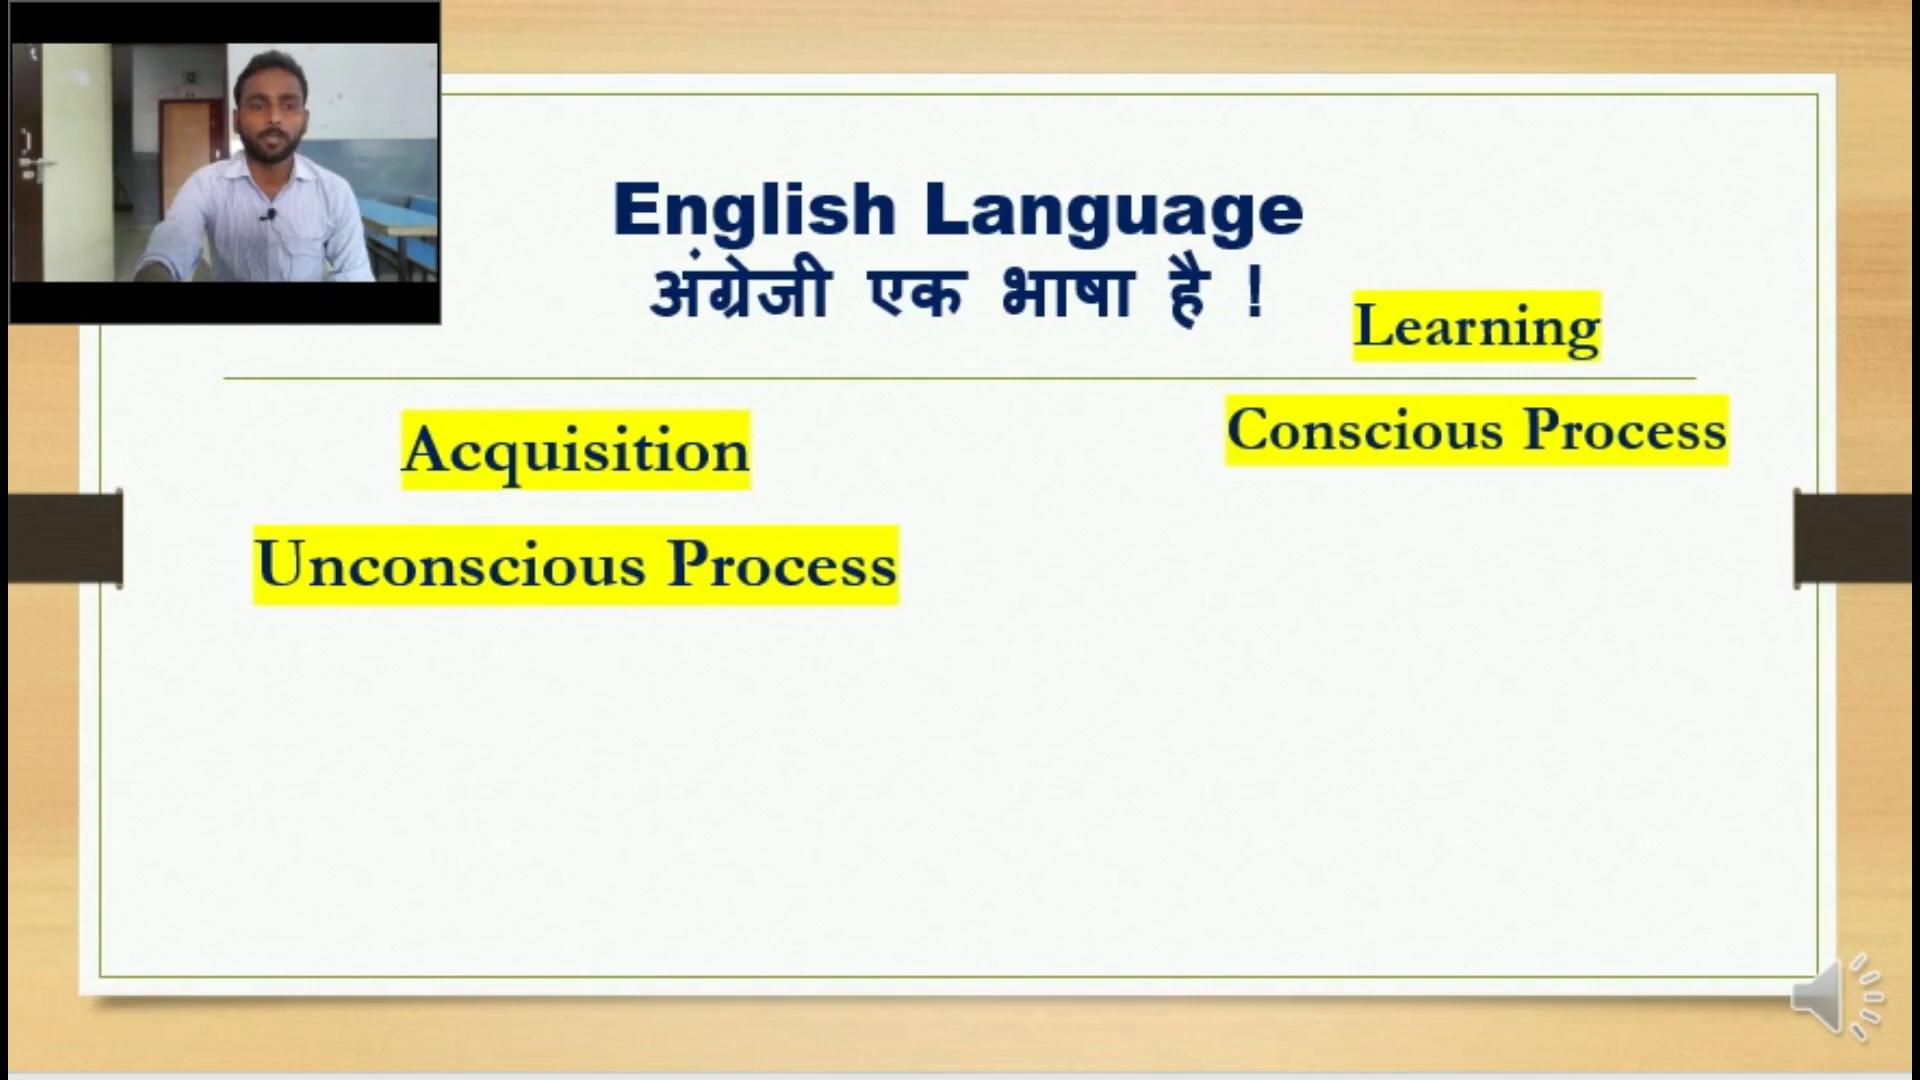 English Language
अंग्रेजी एक भाषा है !
Learning
Conscious Process
Acquisition
Unconscious Process